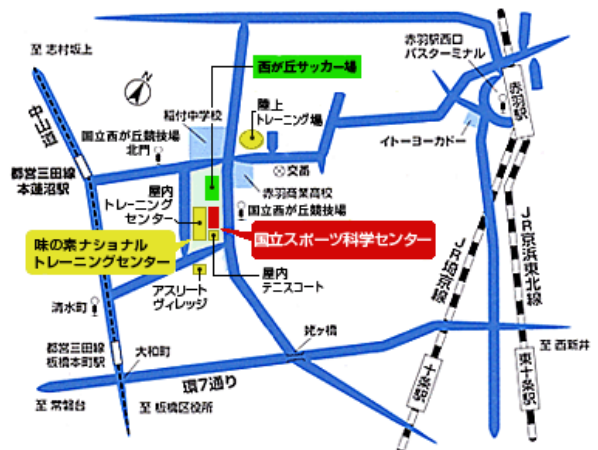 至 志村坂上
N
赤羽駅西口
バスターミナル
西が丘サッカー場
中山道
稲付中学校
陸上
トレーニング場
赤羽駅
国立西が丘競技場
北門
イトーヨーカドー
都営三田線
本蓮沼駅
交番
屋内
トレーニング
センター
赤羽商業高校
国立西が丘競技場
味の素ナショナル
トレーニングセンター
国立スポーツ科学センター
JR埼京線
JR京浜東北線
アスリート
ヴィレッジ
屋内
テニスコート
清水町
都営三田線
板橋本町駅
大和町
姥ヶ橋
至 西新井
環7通り
十条駅
東十条駅
至 常盤台
至 板橋区役所